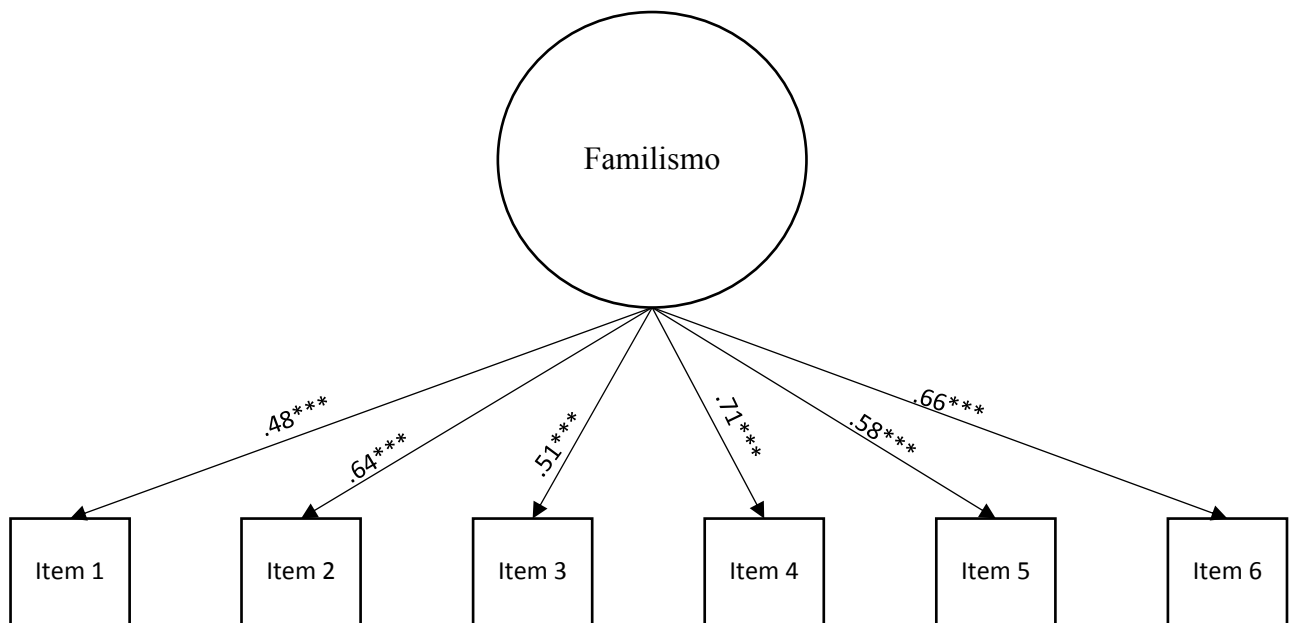 Familismo
.48***
.64***
.51***
.71***
.58***
.66***
Item 1
Item 2
Item 3
Item 4
Item 5
Item 6